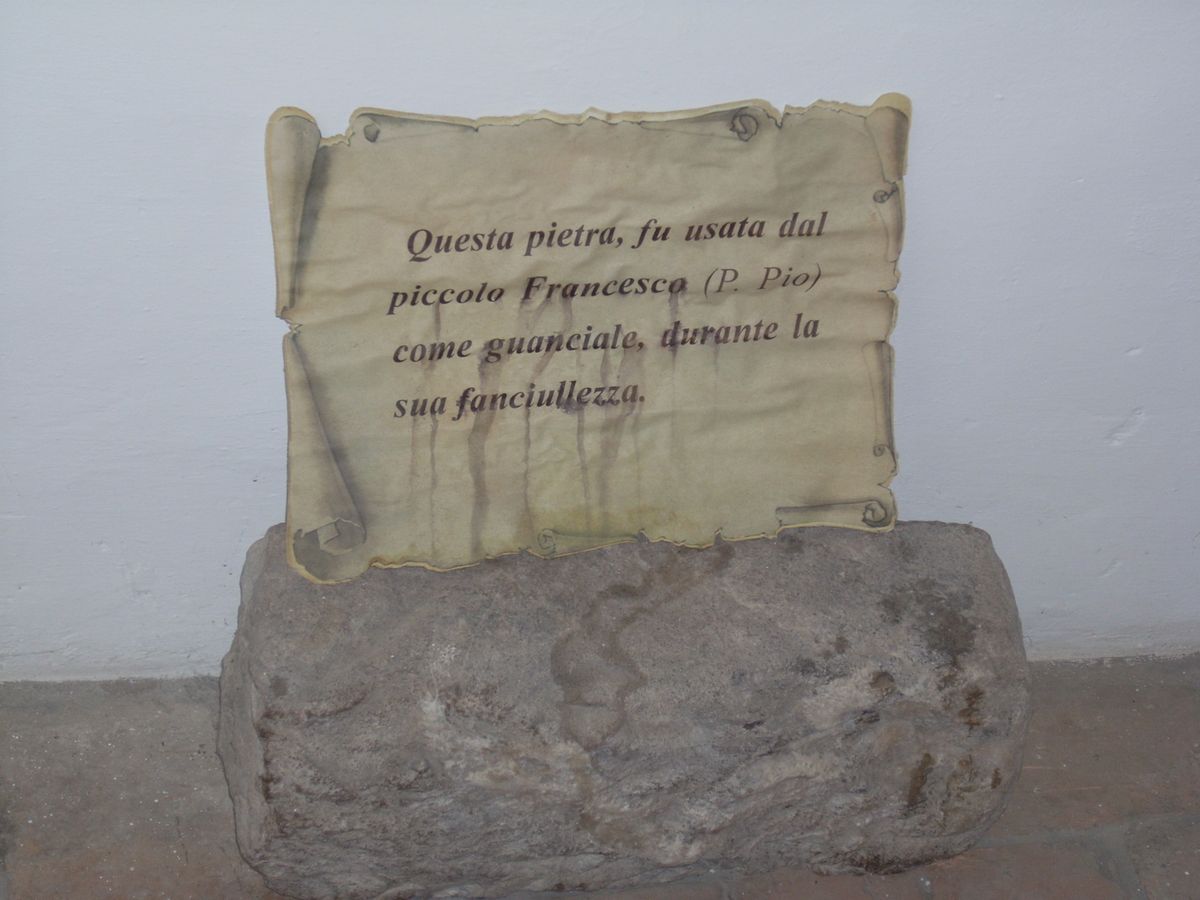 Questa pietra, fu usata dal
piccolo Francesco (P. Pio)
come guanciale, durante la
sua fanciullezza.